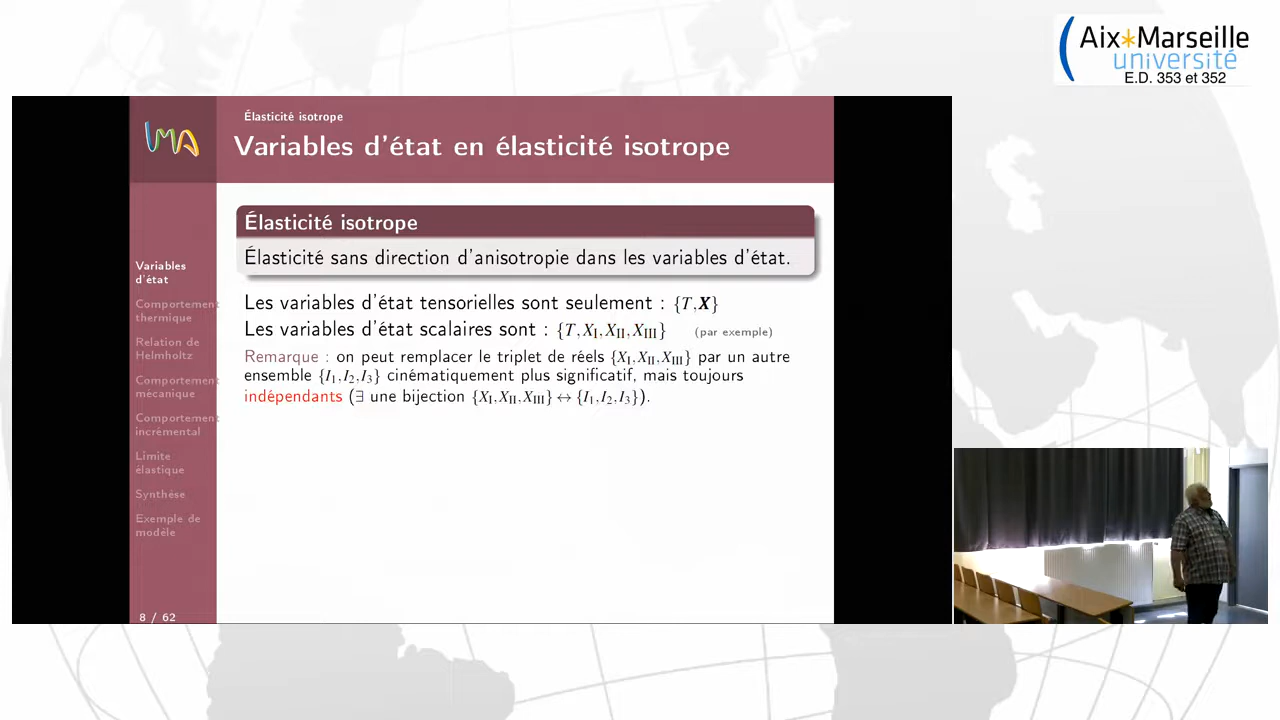 Aix*Marseille
université
E.D. 353 et 352
LMA
Élasticité isotrope
Variables d'état en élasticité isotrope
Élasticité isotrope
Élasticité sans direction d'anisotropie dans les variables d'état.
Les variables d'état tensorielles sont seulement : {T,X}
Les variables d'état scalaires sont : {T,X_I,X_II,X_III} (par exemple)
Remarque : on peut remplacer le triplet de réels {X_I,X_II,X_III} par un autre
ensemble {I_1,I_2,I_3} cinématiquement plus significatif, mais toujours
indépendants (∃ une bijection {X_I,X_II,X_III} ↔ {I_1,I_2,I_3}).
Variables
d'état
Comportement
thermique
Relation de
Helmholtz
Comportement
mécanique
Comportement
incrémental
Limite
élastique
Synthèse
Exemple de
modèle
8 / 62